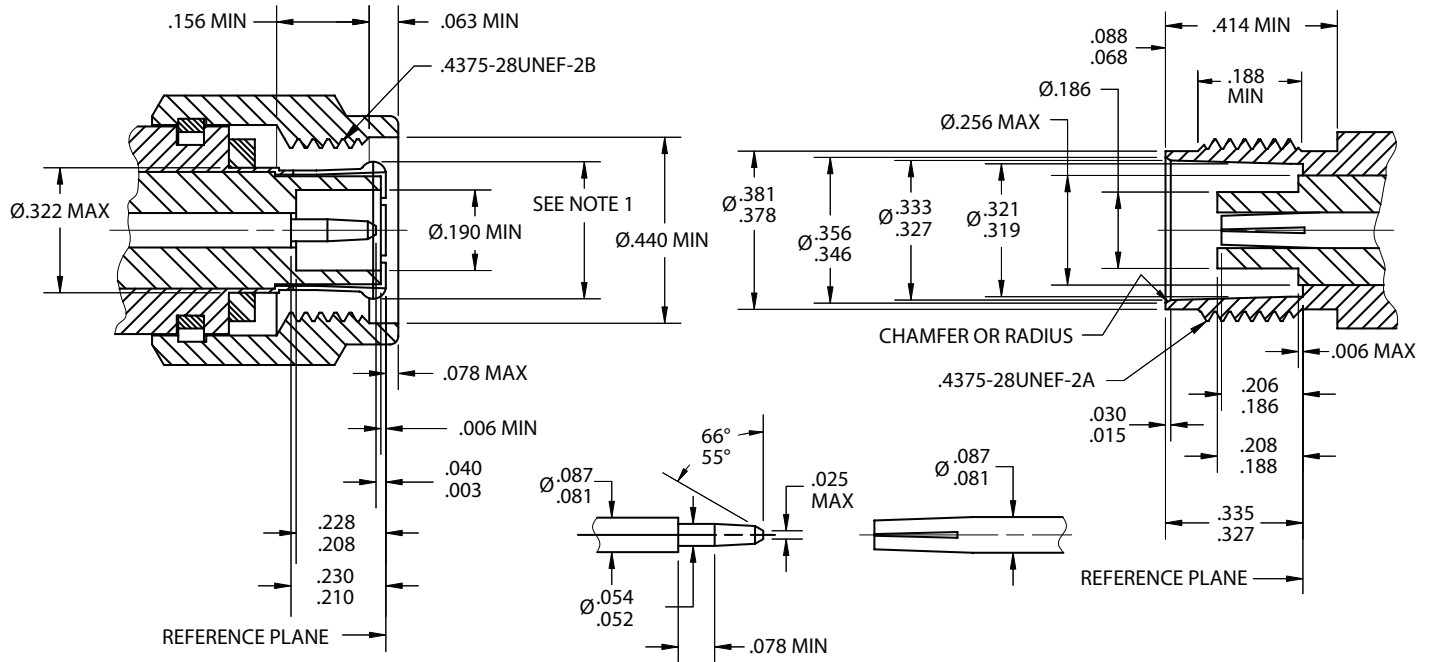 .156 MIN
.063 MIN
.4375-28UNEF-2B
Ø.322 MAX
SEE NOTE 1
Ø.190 MIN
Ø.440 MIN
.078 MAX
.006 MIN
.040
.003
.228
.208
.230
.210
REFERENCE PLANE
66°
55°
Ø.087
.081
.025
MAX
Ø.054
.052
.078 MIN
Ø.087
.081
.414 MIN
.088
.068
.188
MIN
Ø.186
Ø.256 MAX
Ø.381
.378
Ø.356
.346
Ø.333
.327
Ø.321
.319
CHAMFER OR RADIUS
.006 MAX
.4375-28UNEF-2A
.206
.186
.030
.015
.208
.188
.335
.327
REFERENCE PLANE